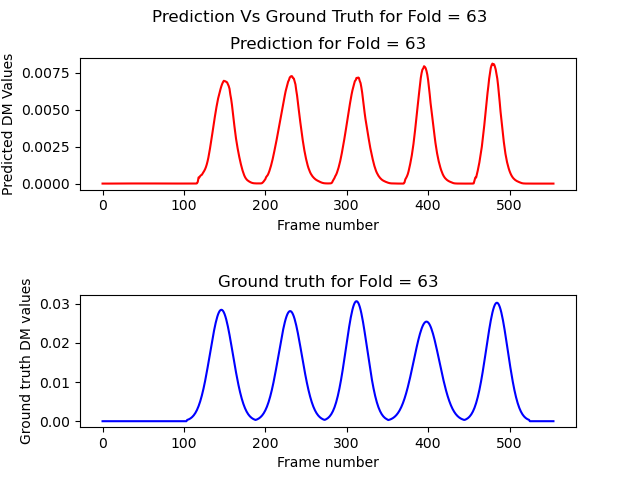 Prediction Vs Ground Truth for Fold = 63
Prediction for Fold = 63
Predicted DM Values
0.0075
0.0050
0.0025
0.0000
0 100 200 300 400 500
Frame number
Ground truth for Fold = 63
Ground truth DM values
0.03
0.02
0.01
0.00
0 100 200 300 400 500
Frame number